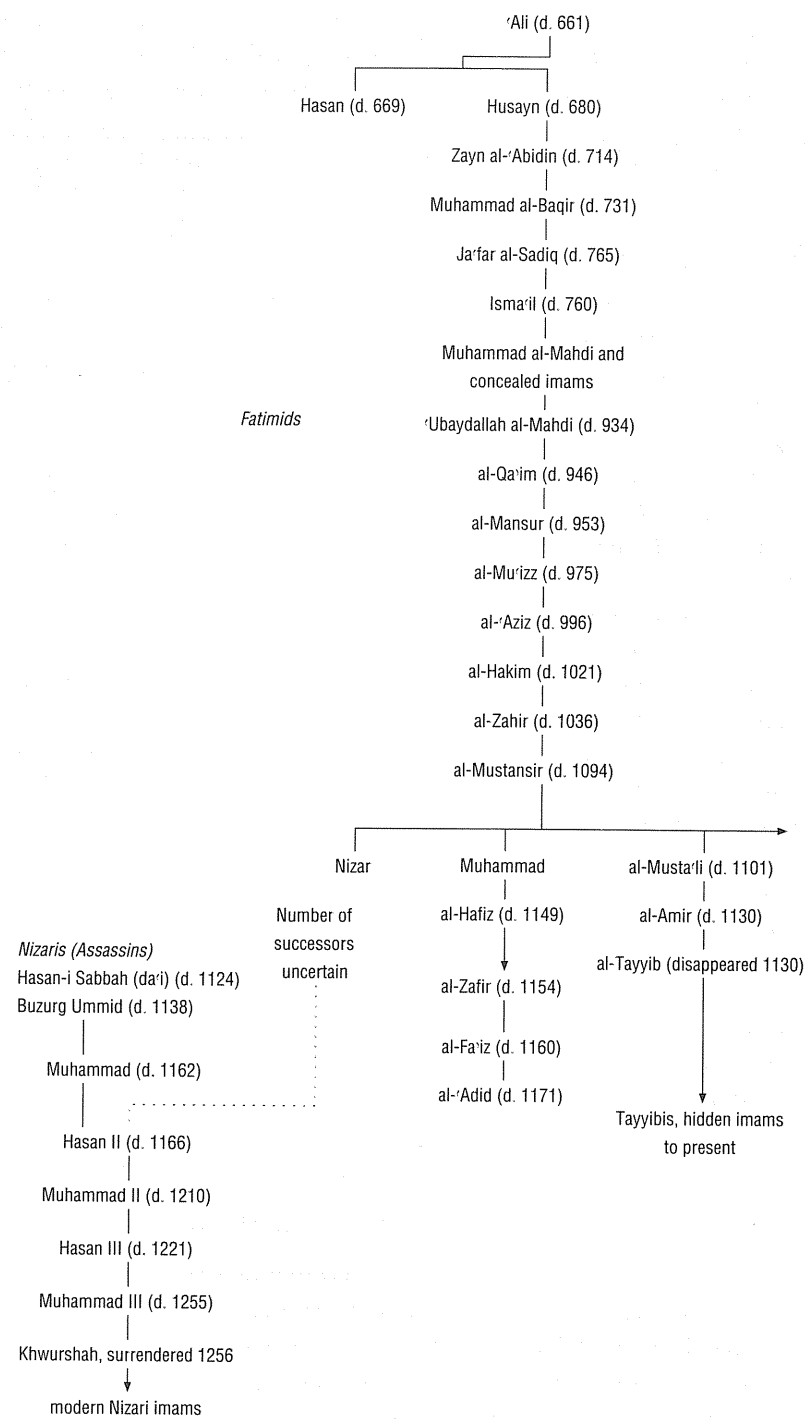 ʿAli (d. 661)
Hasan (d. 669)
Husayn (d. 680)
Zayn al-ʿAbidin (d. 714)
Muhammad al-Baqir (d. 731)
Jaʿfar al-Sadiq (d. 765)
Ismaʿil (d. 760)
Muhammad al-Mahdi and
concealed imams
Fatimids
ʿUbaydallah al-Mahdi (d. 934)
al-Qaʾim (d. 946)
al-Mansur (d. 953)
al-Muʿizz (d. 975)
al-ʿAziz (d. 996)
al-Hakim (d. 1021)
al-Zahir (d. 1036)
al-Mustansir (d. 1094)
Nizar
Number of
successors
uncertain
Nizaris (Assassins)
Hasan-i Sabbah (daʿi) (d. 1124)
Buzurg Ummid (d. 1138)
Muhammad (d. 1162)
Hasan II (d. 1166)
Muhammad II (d. 1210)
Hasan III (d. 1221)
Muhammad III (d. 1255)
Khwurshah, surrendered 1256
modern Nizari imams
Muhammad
al-Hafiz (d. 1149)
al-Zafir (d. 1154)
al-Faʾiz (d. 1160)
al-ʿAdid (d. 1171)
al-Mustaʿli (d. 1101)
al-Amir (d. 1130)
al-Tayyib (disappeared 1130)
Tayyibis, hidden imams
to present